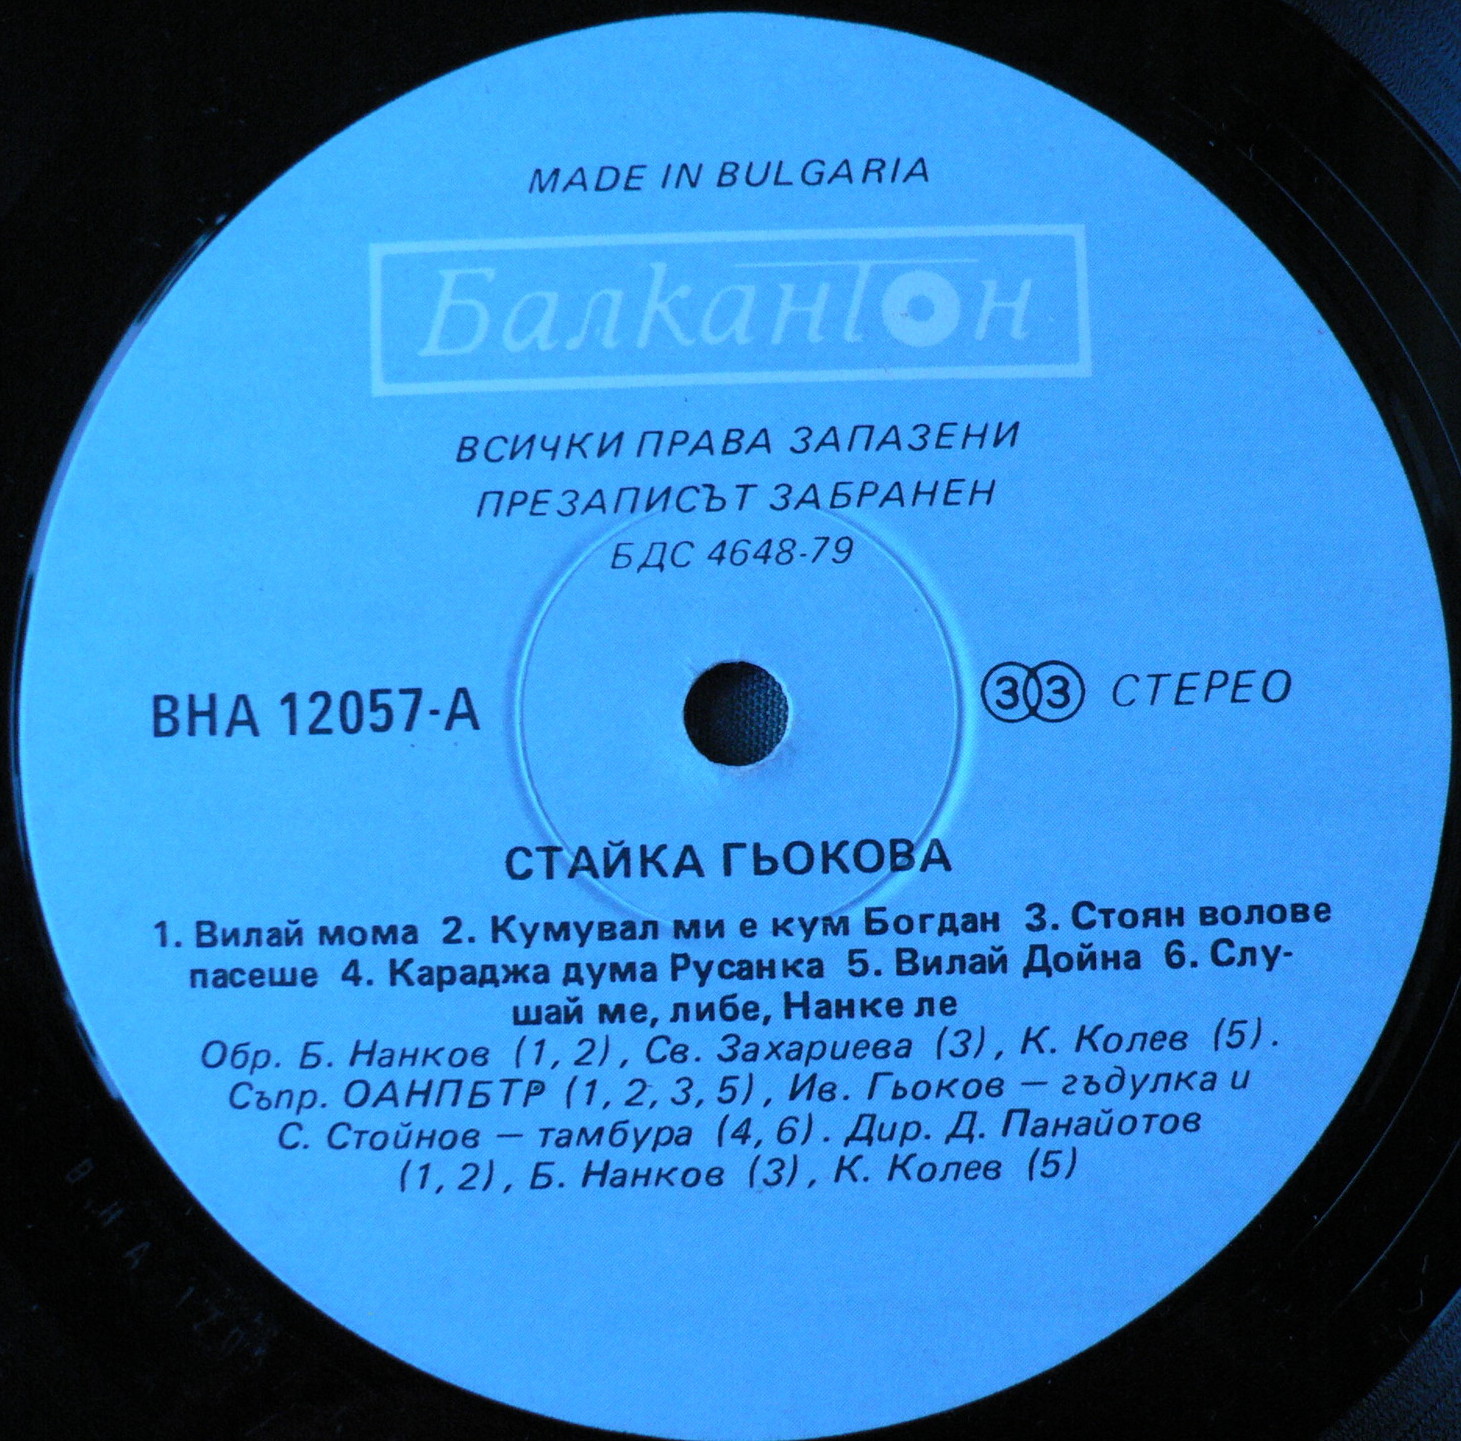 MADE IN BULGARIA
Балкантон
ВСИЧКИ ПРАВА ЗАПАЗЕНИ
ПРЕЗАПИСЪТ ЗАБРАНЕН
БДС 4648-79
ВНА 12057-А
33 СТЕРЕО
СТАЙКА ГЬОКОВА
1. Вилай мома 2. Кумувал ми е кум Богдан 3. Стоян волове
пасеше 4. Караджа дума Русанка 5. Вилай Дойна 6. Слу-
шай ме, либе, Нанке ле
Обр. Б. Нанков (1, 2), Св. Захариева (3), К. Колев (5).
Съпр. ОАНПБТР (1, 2, 3, 5), Ив. Гьоков — гъдулка и
С. Стойнов — тамбура (4, 6). Дир. Д. Панайотов
(1, 2), Б. Нанков (3), К. Колев (5)